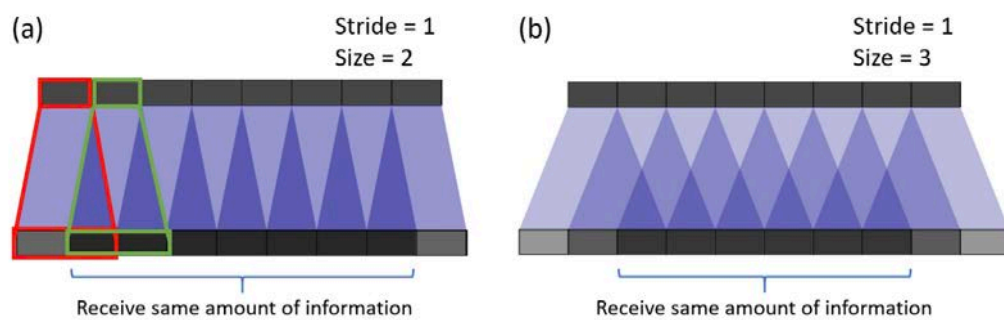 (a)
Stride = 1
Size = 2
Receive same amount of information
(b)
Stride = 1
Size = 3
Receive same amount of information